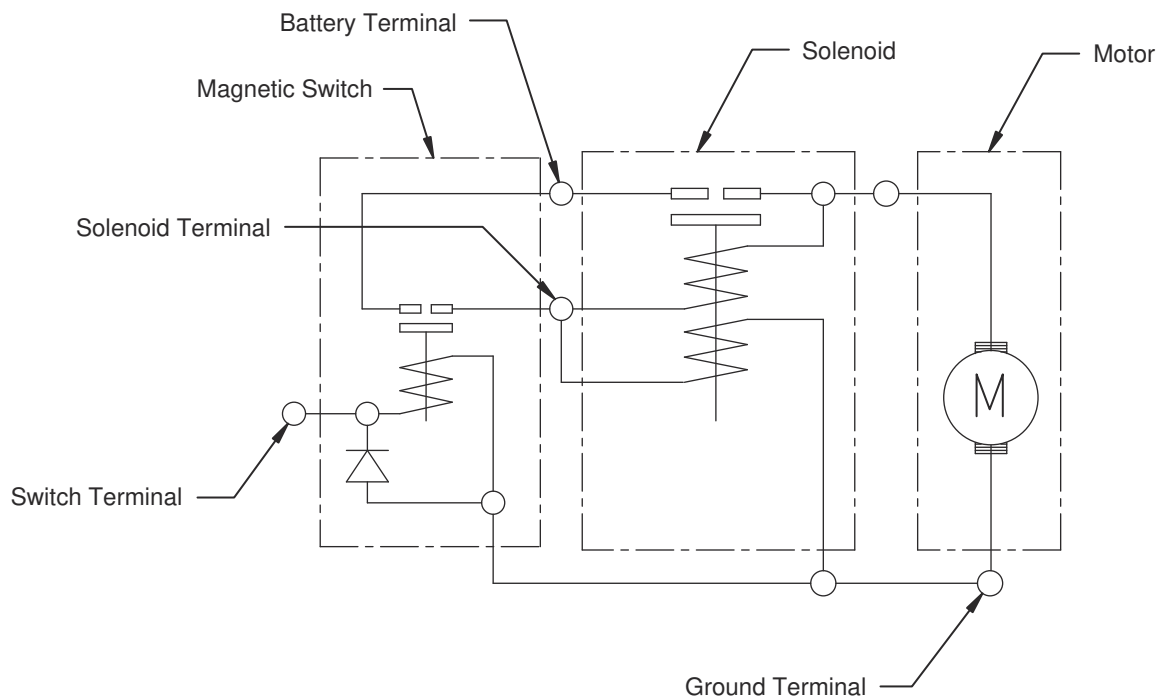 Battery Terminal
Solenoid
Motor
Magnetic Switch
Solenoid Terminal
M
Switch Terminal
Ground Terminal